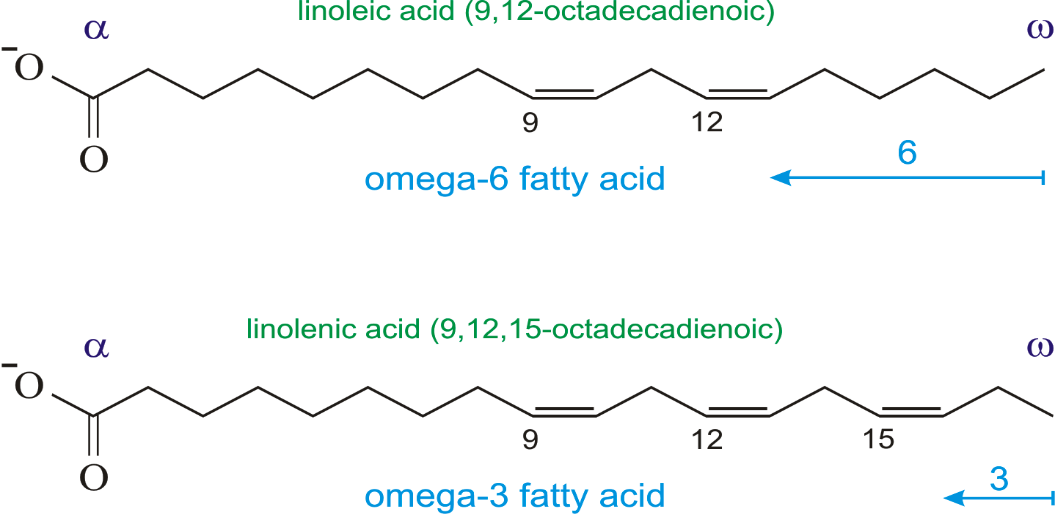 linoleic acid (9,12-octadecadienoic)
α
ω
⁻O
O
9
12
6
omega-6 fatty acid
linolenic acid (9,12,15-octadecadienoic)
α
ω
⁻O
O
9
12
15
3
omega-3 fatty acid